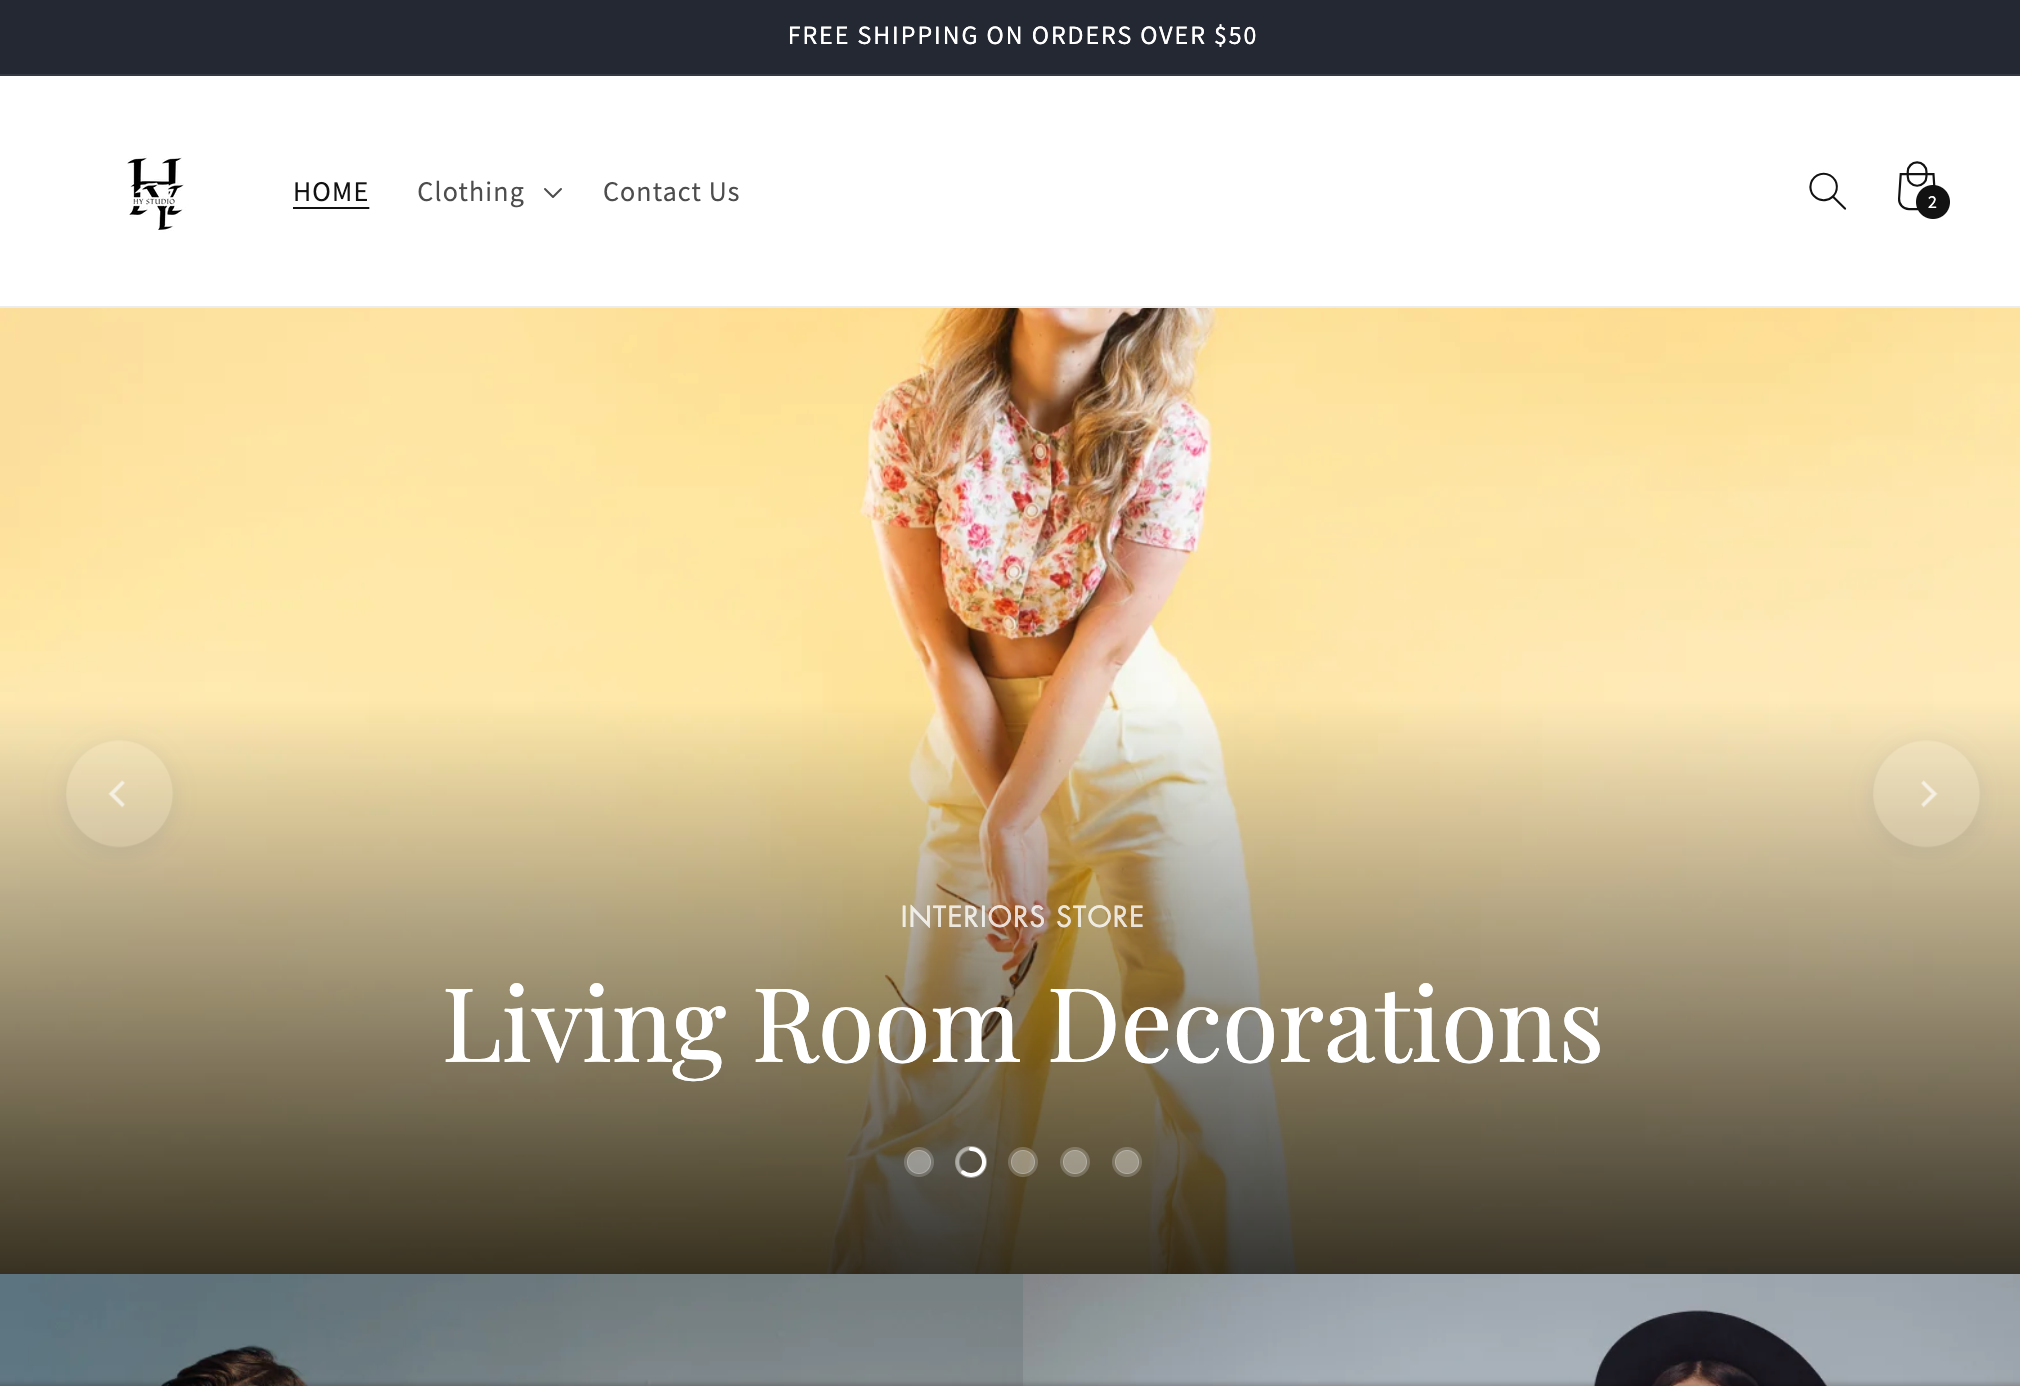 FREE SHIPPING ON ORDERS OVER $50
HY STUDIO
HOME Clothing Contact Us
2
INTERIORS STORE
Living Room Decorations